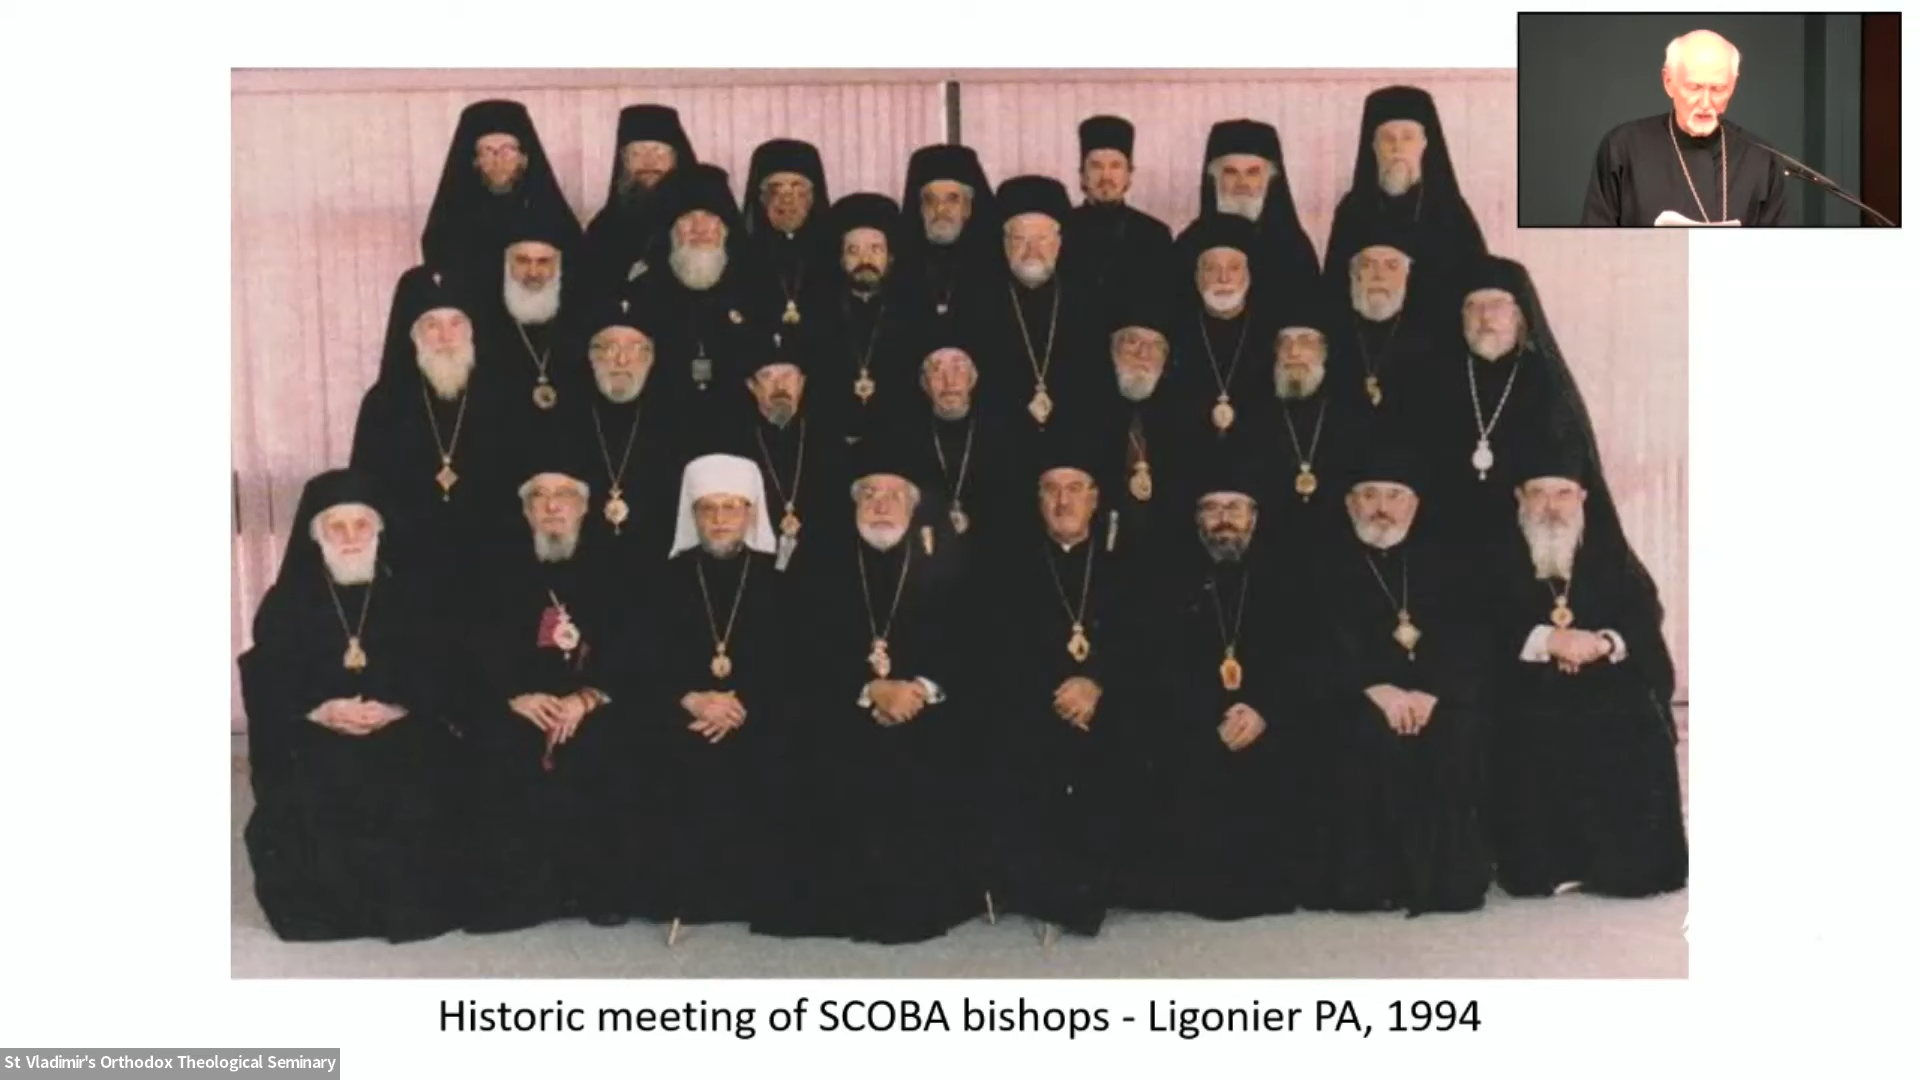 Historic meeting of SCOBA bishops - Ligonier PA, 1994
St Vladimir's Orthodox Theological Seminary